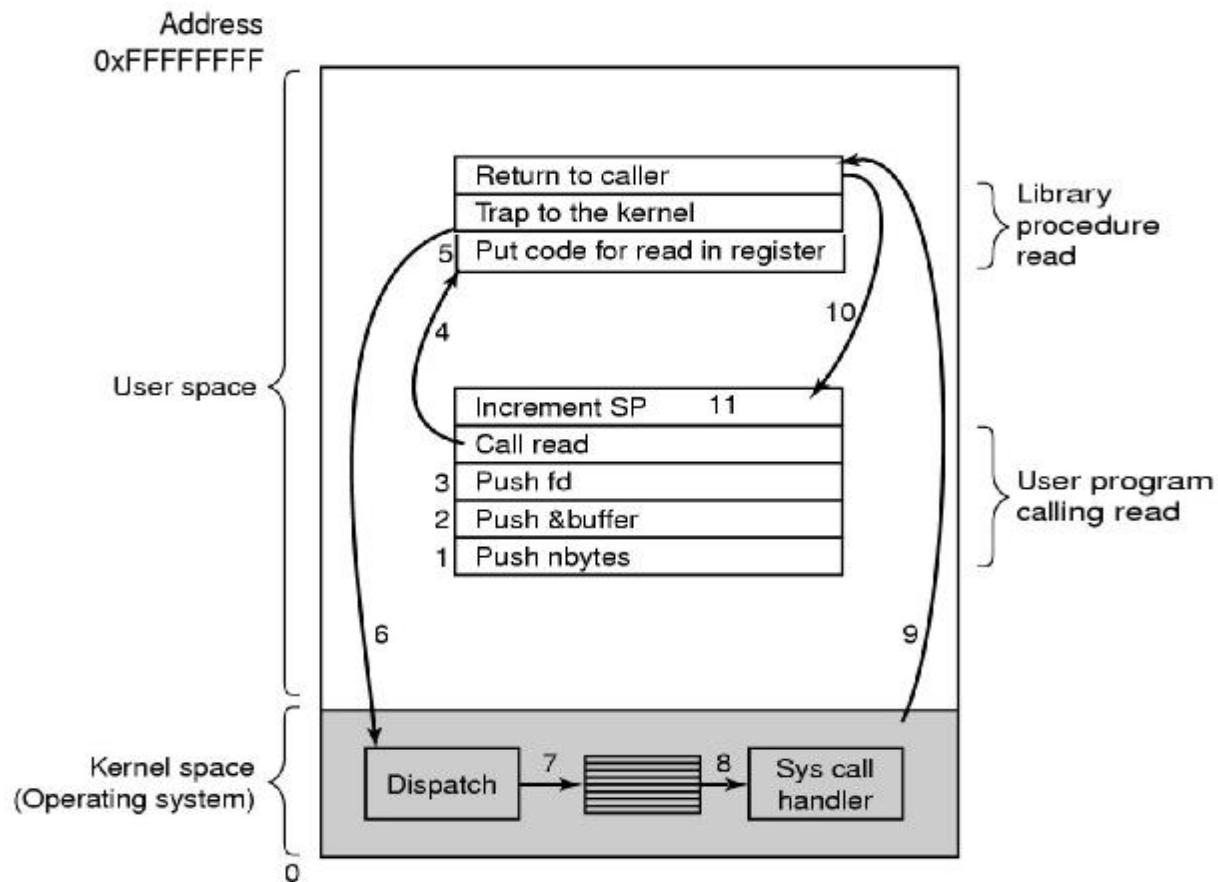 Address
0xFFFFFFFF
Return to caller
Trap to the kernel
5 Put code for read in register
Library
procedure
read
4
10
User space
Increment SP 11
Call read
3 Push fd
2 Push &buffer
1 Push nbytes
User program
calling read
6
9
Kernel space
(Operating system)
Dispatch
7
8
Sys call
handler
0